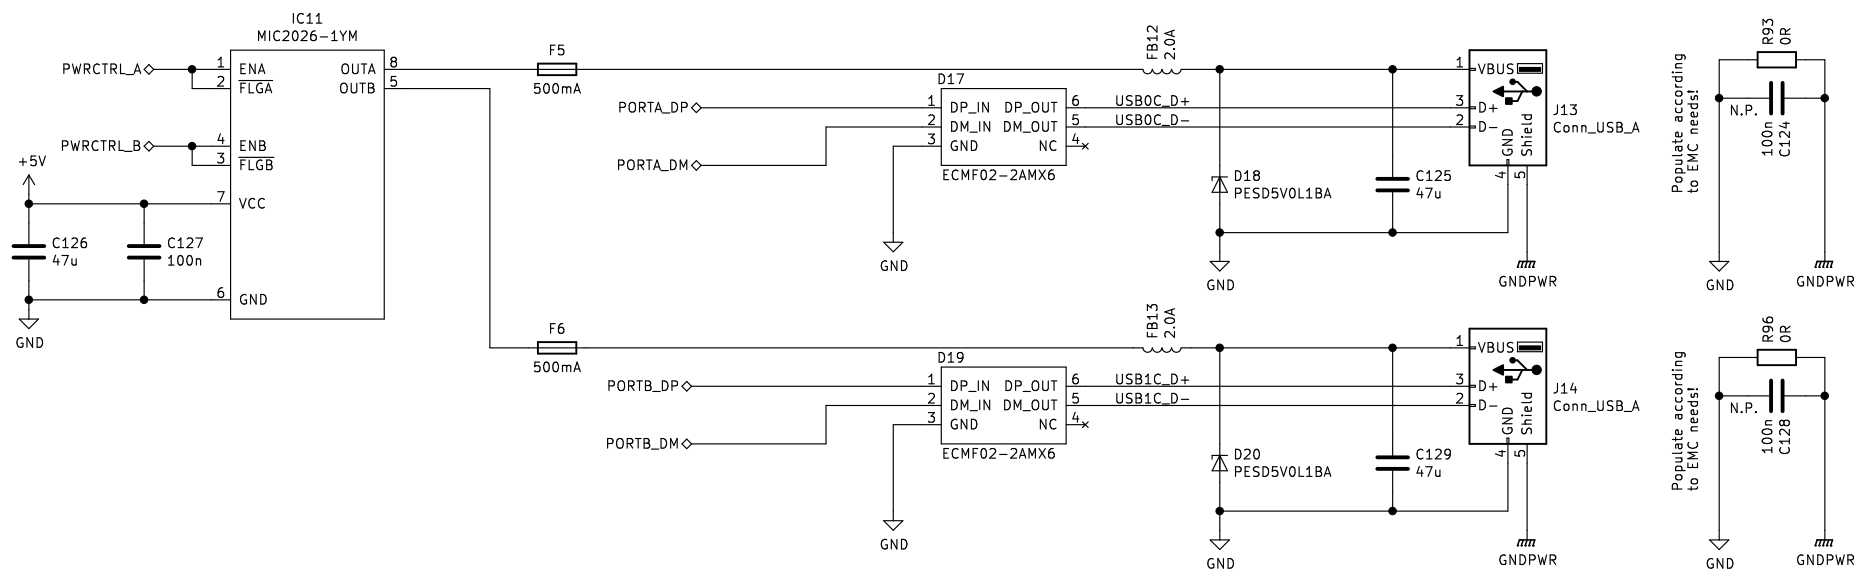 IC11
MIC2026-1YM
PWRCTRL_A
1 ENA
2 FLGA
OUTA 8
OUTB 5
PWRCTRL_B
4 ENB
3 FLGB
+5V
7 VCC
C126
47u
C127
100n
6 GND
GND
F5
500mA
FB12
2.0A
D17
PORTA_DP
PORTA_DM
1 DP_IN DP_OUT 6
2 DM_IN DM_OUT 5
3 GND NC 4
ECMF02-2AMX6
USB0C_D+
USB0C_D-
GND
D18
PESD5V0L1BA
C125
47u
GND
1 VBUS
3 D+
2 D-
GND
Shield
4
5
J13
Conn_USB_A
GNDPWR
Populate according
to EMC needs!
R93
0R
N.P.
100n
C124
GND
GNDPWR
F6
500mA
FB13
2.0A
D19
PORTB_DP
PORTB_DM
1 DP_IN DP_OUT 6
2 DM_IN DM_OUT 5
3 GND NC 4
ECMF02-2AMX6
USB1C_D+
USB1C_D-
GND
D20
PESD5V0L1BA
C129
47u
GND
1 VBUS
3 D+
2 D-
GND
Shield
4
5
J14
Conn_USB_A
GNDPWR
Populate according
to EMC needs!
R96
0R
N.P.
100n
C128
GND
GNDPWR